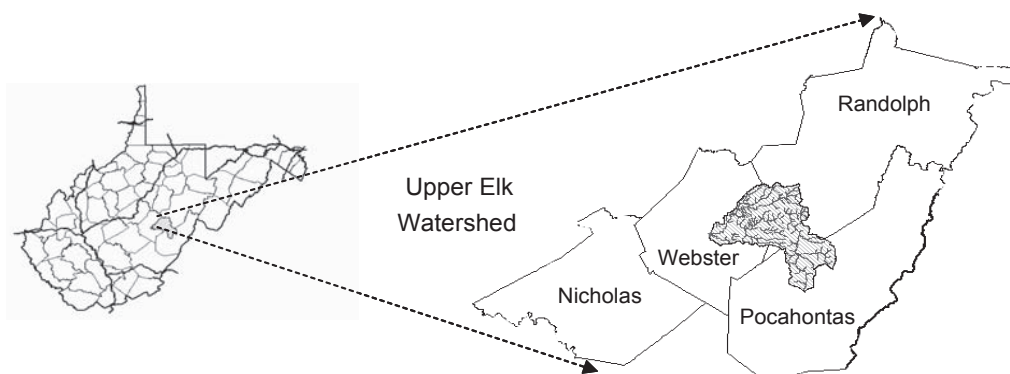 Randolph
Upper Elk
Watershed
Webster
Nicholas
Pocahontas